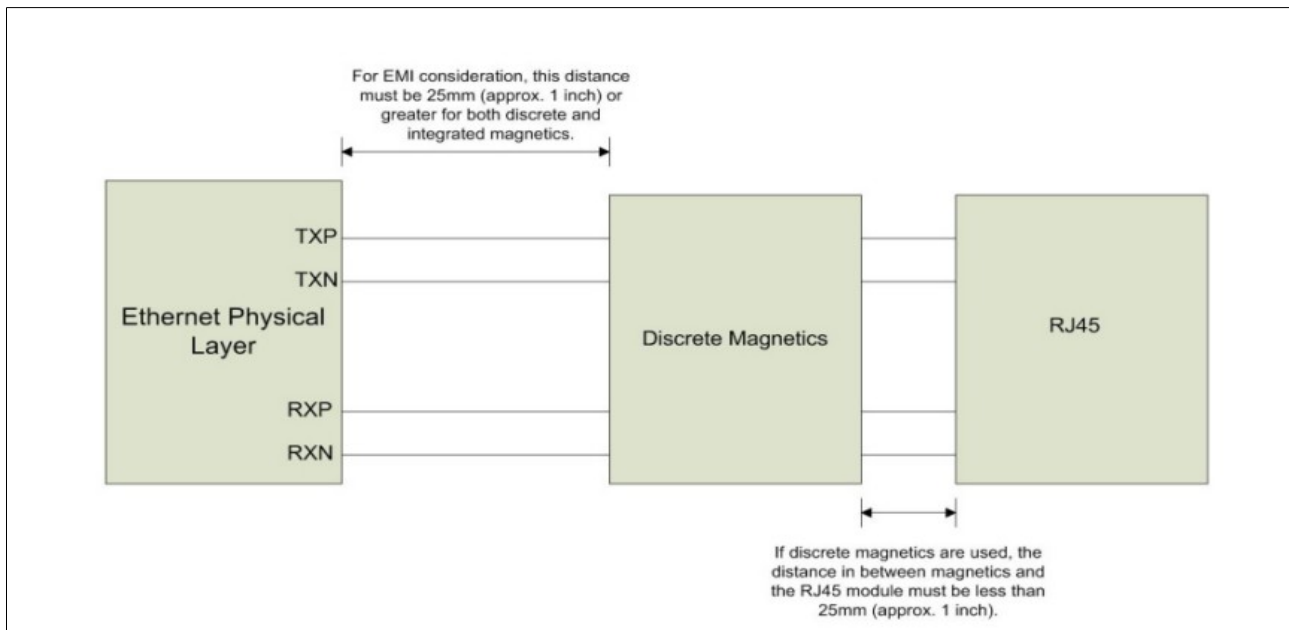 For EMI consideration, this distance
must be 25mm (approx. 1 inch) or
greater for both discrete and
integrated magnetics.
TXP
TXN
Ethernet Physical
Layer
RXP
RXN
Discrete Magnetics
RJ45
If discrete magnetics are used, the
distance in between magnetics and
the RJ45 module must be less than
25mm (approx. 1 inch).